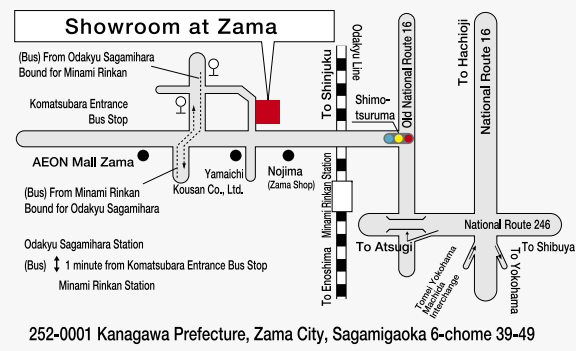 Showroom at Zama
(Bus) From Odakyu Sagamihara
Bound for Minami Rinkan
Komatsubara Entrance
Bus Stop
To Shinjuku
Odakyu Line
Shimo-
tsuruma
Old National Route 16
To Hachioji
National Route 16
AEON Mall Zama
Yamaichi
Kousan Co., Ltd.
Nojima
(Zama Shop)
Minami Rinkan Station
(Bus) From Minami Rinkan
Bound for Odakyu Sagamihara
National Route 246
To Atsugi
To Shibuya
Tomei Yokohama
Machida
Interchange
To Yokohama
To Enoshima
Odakyu Sagamihara Station
(Bus) ↕ 1 minute from Komatsubara Entrance Bus Stop
Minami Rinkan Station
252-0001 Kanagawa Prefecture, Zama City, Sagamigaoka 6-chome 39-49